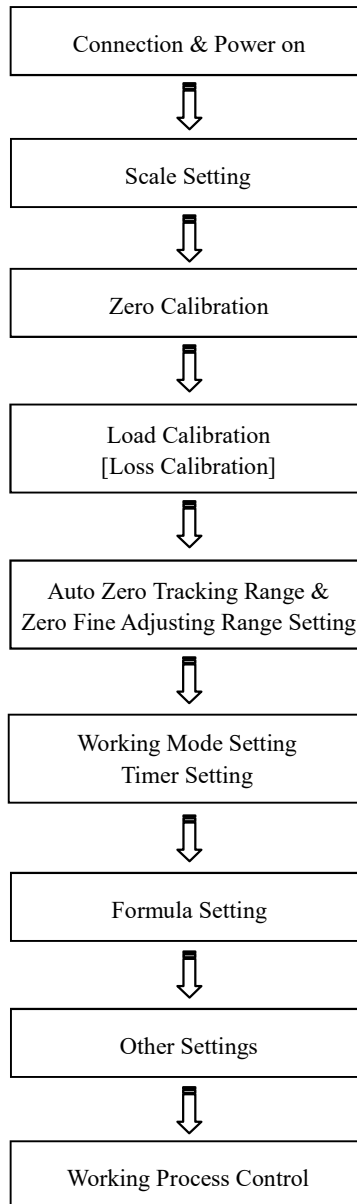 Connection & Power on
Scale Setting
Zero Calibration
Load Calibration
[Loss Calibration]
Auto Zero Tracking Range &
Zero Fine Adjusting Range Setting
Working Mode Setting
Timer Setting
Formula Setting
Other Settings
Working Process Control